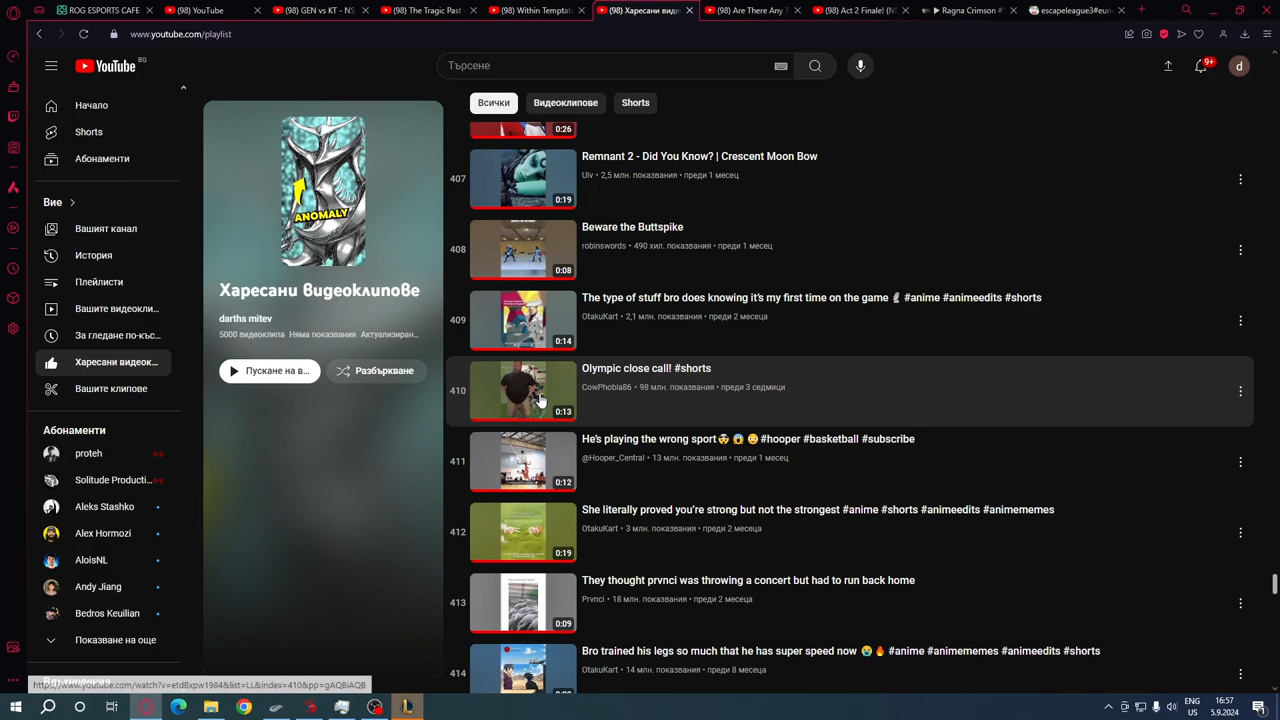 ROG ESPORTS CAFE
(98) YouTube
(98) GEN vs KT - NS
(98) The Tragic Past
(98) Within Temptat
(98) Харесани виде
(98) Are There Any T
(98) Act 2 Finale! (NE
Ragna Crimson #
escapeleague3#eun
www.youtube.com/playlist
YouTube
BG
Търсене
9+
d
Начало
Shorts
Абонаменти
Вие
Вашият канал
История
Плейлисти
Вашите видеокли...
За гледане по-къс...
Харесани видеок...
Вашите клипове
Абонаменти
proteh
Solitude Producti...
Aleks Stashko
Alex Hormozi
AloisNL
Andy Jiang
Bedros Keuilian
Показване на още
ANOMALY
Харесани видеоклипове
darths mitev
5000 видеоклипа Няма показвания Актуализиран...
Пускане на в...
Разбъркване
Всички
Видеоклипове
Shorts
0:26
407
0:19
Remnant 2 - Did You Know? | Crescent Moon Bow
Ulv • 2,5 млн. показвания • преди 1 месец
408
0:08
Beware the Buttspike
robinswords • 490 хил. показвания • преди 1 месец
409
0:14
The type of stuff bro does knowing it's my first time on the game 🗿 #anime #animeedits #shorts
OtakuKart • 2,1 млн. показвания • преди 2 месеца
410
0:13
Olympic close call! #shorts
CowPhobia86 • 98 млн. показвания • преди 3 седмици
411
0:12
He's playing the wrong sport😨 😱 😳 #hooper #basketball #subscribe
@Hooper_Central • 13 млн. показвания • преди 1 месец
412
0:19
She literally proved you're strong but not the strongest #anime #shorts #animeedits #animememes
OtakuKart • 3 млн. показвания • преди 2 месеца
413
0:09
They thought prvnci was throwing a concert but had to run back home
Prvnci • 18 млн. показвания • преди 2 месеца
414
Bro trained his legs so much that he has super speed now 😭🔥 #anime #animememes #animeedits #shorts
OtakuKart • 14 млн. показвания • преди 8 месеца
https://www.youtube.com/watch?v=etdBxpw1984&list=LL&index=410&pp=gAQBiAQB
ENG
US
16:57
5.9.2024